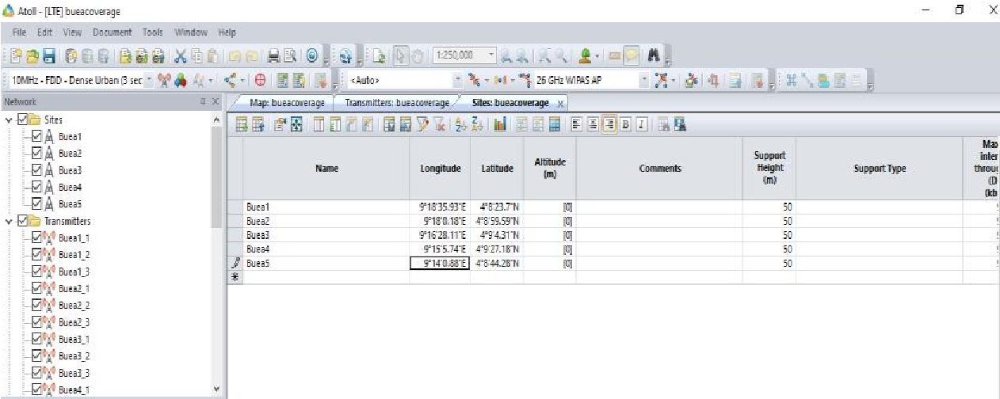 Atoll - [LTE] bueacoverage
File Edit View Document Tools Window Help
1:250,000
10MHz - FDD - Dense Urban (3 sec <Auto> 26 GHz WIPAS AP
Network
Map: bueacoverage Transmitters: bueacoverage Sites: bueacoverage
Sites
Buea1
Buea2
Buea3
Buea4
Buea5
Transmitters
Buea1_1
Buea1_2
Buea1_3
Buea2_1
Buea2_2
Buea2_3
Buea3_1
Buea3_2
Buea3_3
Buea4_1
Name Longitude Latitude Altitude (m) Comments Support Height (m) Support Type Max inter throug (D (kb
Buea1 9°18'35.93"E 4°8'23.7"N [0] 50
Buea2 9°18'0.18"E 4°8'59.59"N [0] 50
Buea3 9°16'28.11"E 4°9'4.31"N [0] 50
Buea4 9°15'5.74"E 4°9'27.18"N [0] 50
Buea5 9°14'0.88"E 4°8'44.28"N [0] 50